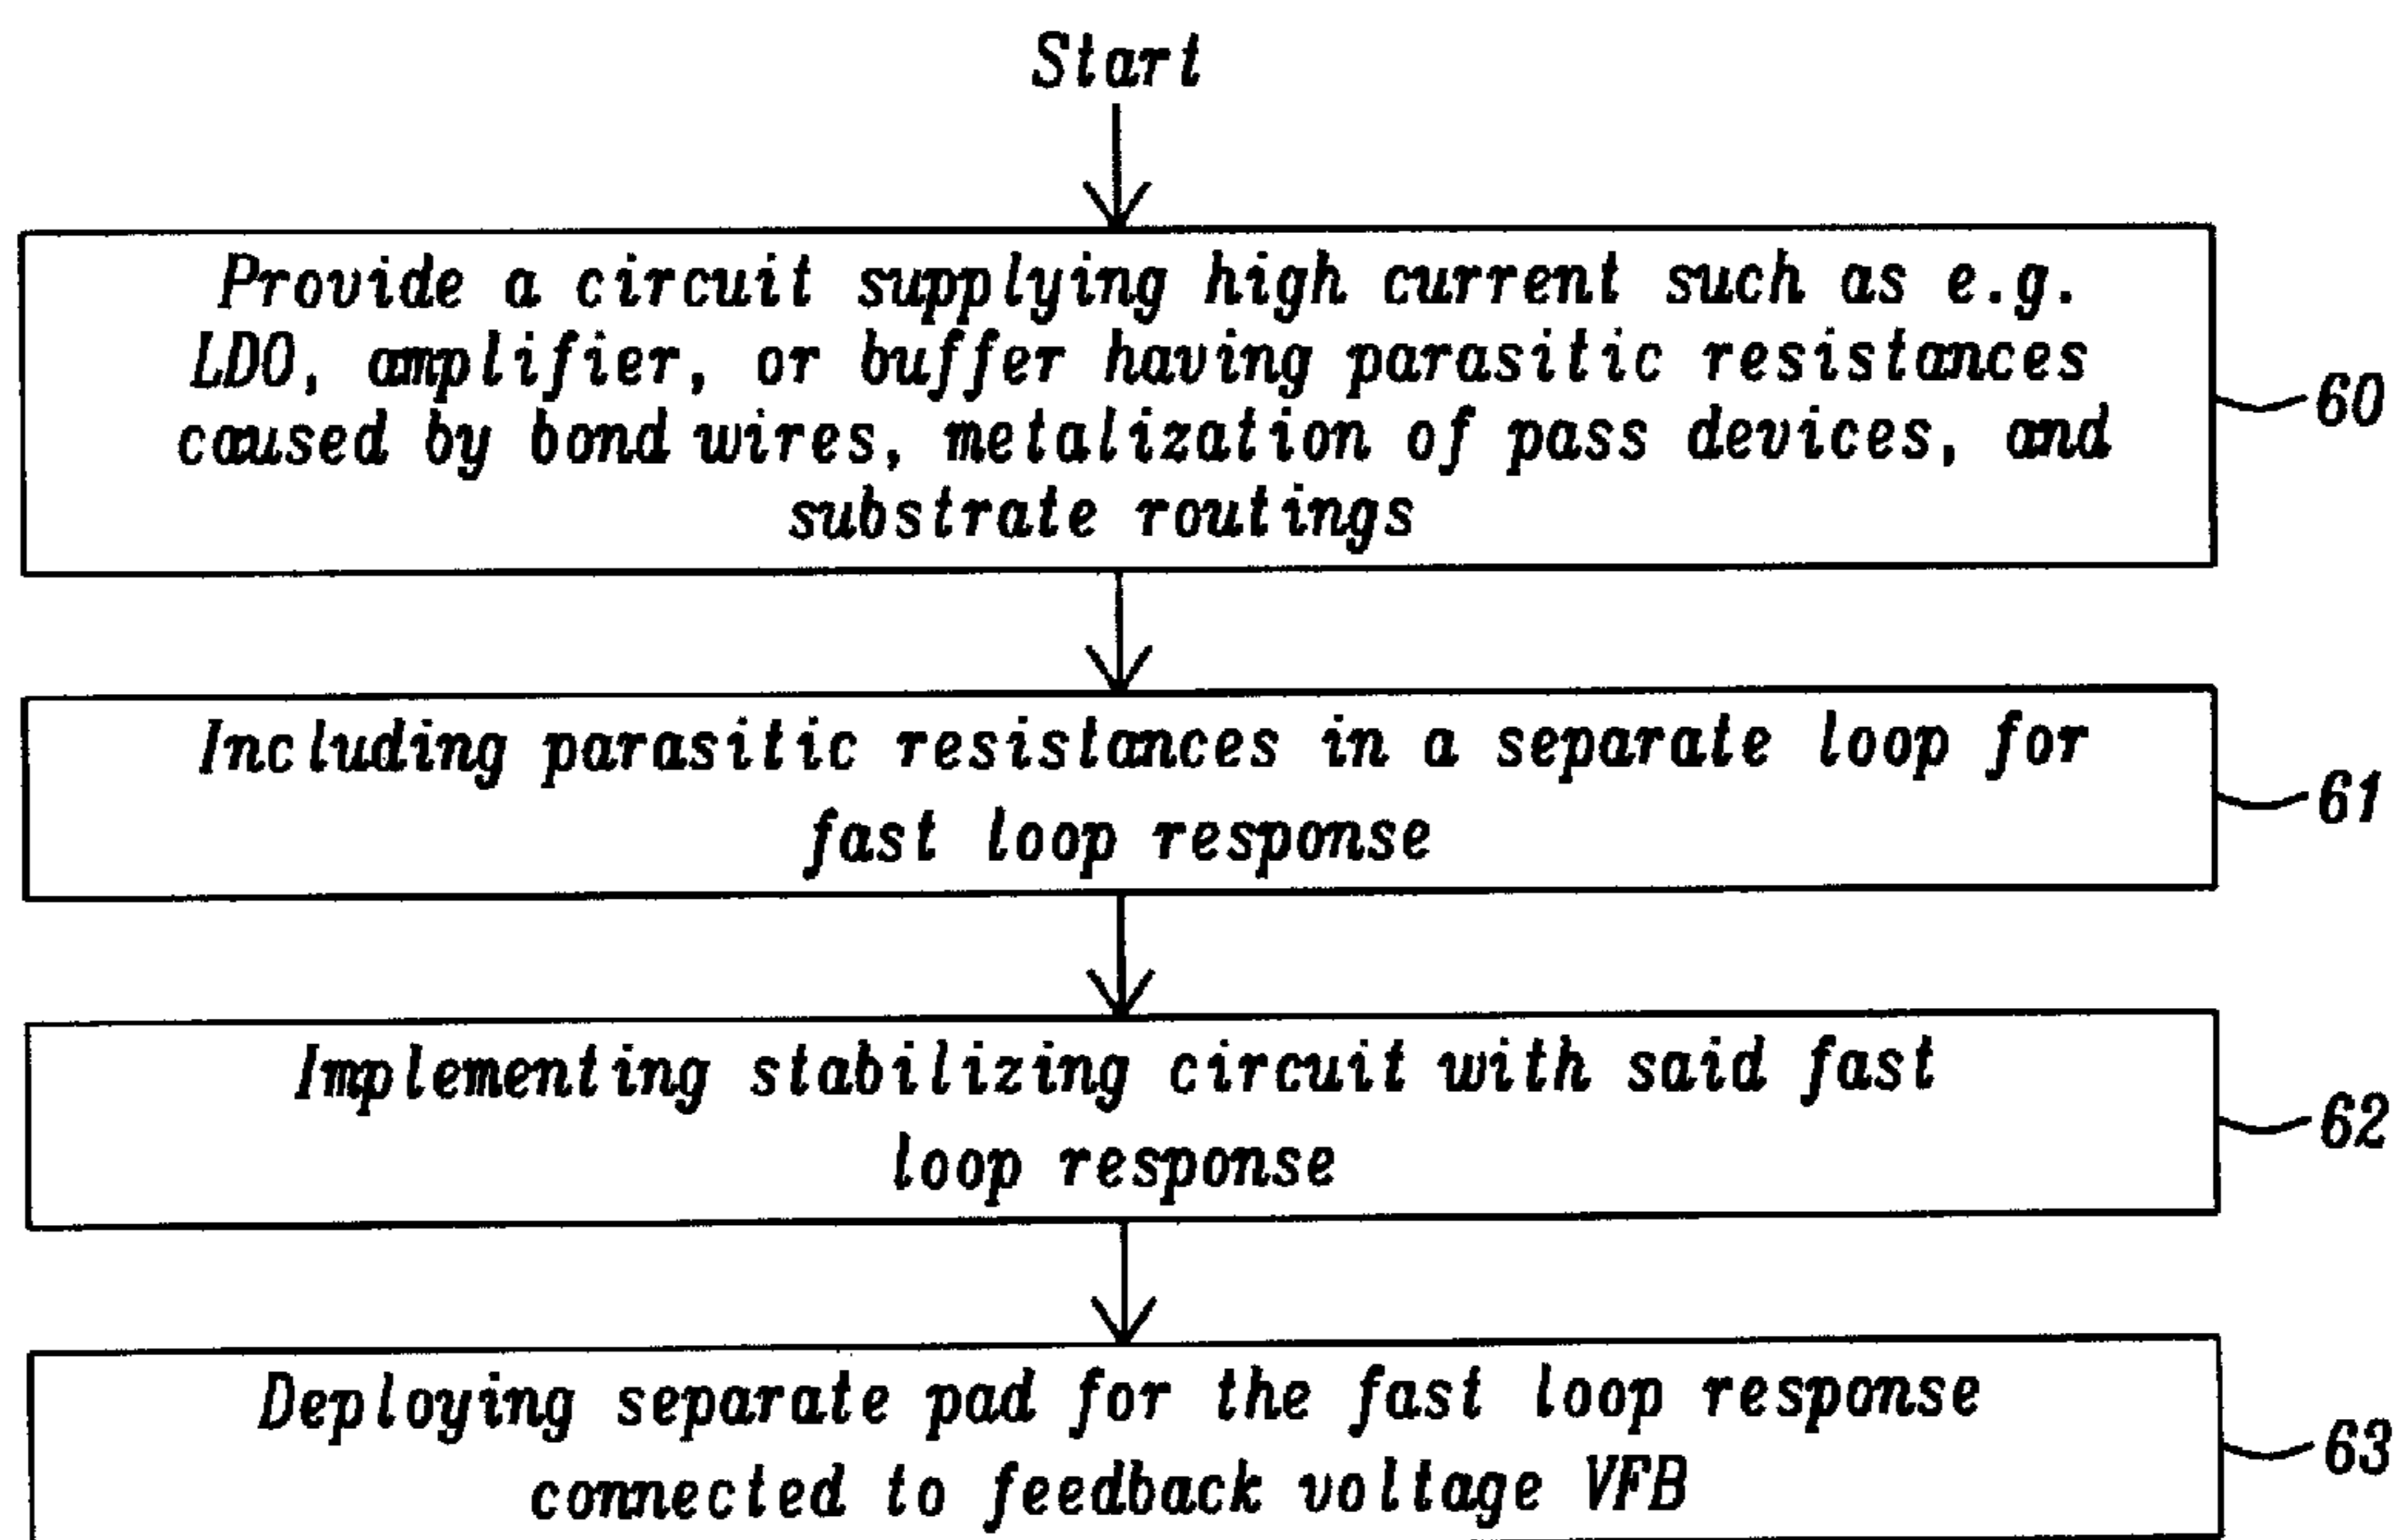 Start
Provide a circuit supplying high current such as e.g.
LDO, amplifier, or buffer having parasitic resistances
caused by bond wires, metalization of pass devices, and
substrate routings
60
Including parasitic resistances in a separate loop for
fast loop response
61
Implementing stabilizing circuit with said fast
loop response
62
Deploying separate pad for the fast loop response
connected to feedback voltage VFB
63